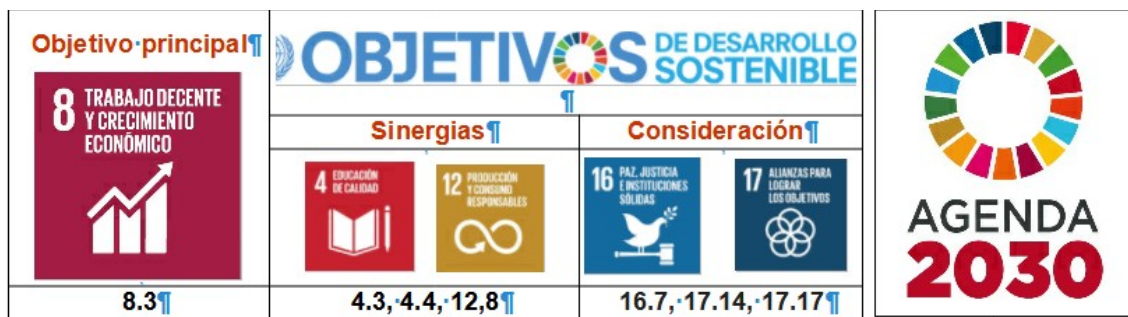 Objetivo·principal¶
OBJETIVOS DE DESARROLLO SOSTENIBLE
¶
8 TRABAJO DECENTE
Y CRECIMIENTO
ECONÓMICO
Sinergias¶
Consideración¶
4 EDUCACIÓN
DE CALIDAD
12 PRODUCCIÓN
Y CONSUMO
RESPONSABLES
16 PAZ, JUSTICIA
E INSTITUCIONES
SÓLIDAS
17 ALIANZAS PARA
LOGRAR
LOS OBJETIVOS
8.3¶
4.3,·4.4,·12,8¶
16.7,·17.14,·17.17¶
AGENDA
2030